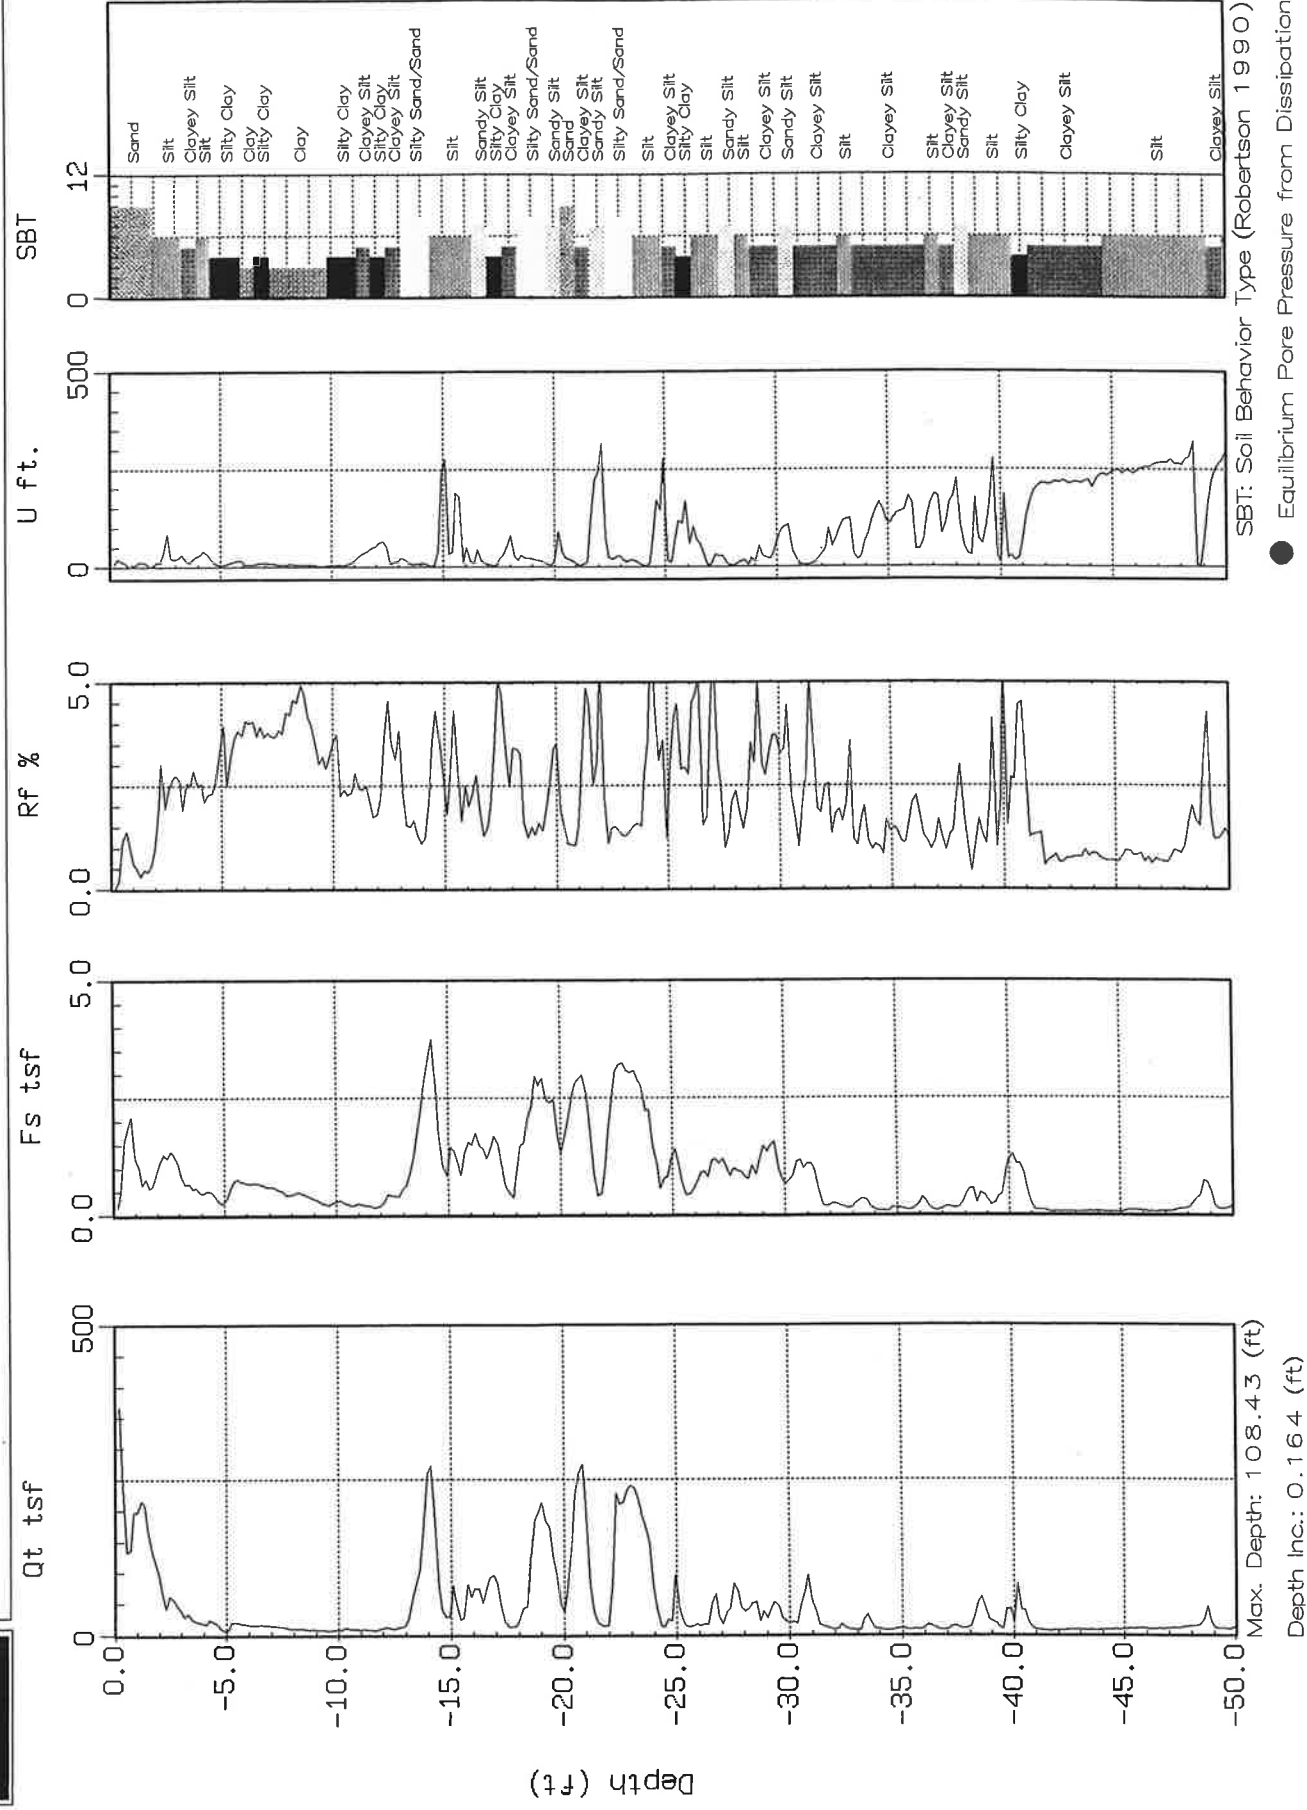 Qt tsf
0
500
Fs tsf
0.0
5.0
Rf %
0.0
5.0
U ft.
0
500
SBT
0
12
Depth (ft)
0.0
-5.0
-10.0
-15.0
-20.0
-25.0
-30.0
-35.0
-40.0
-45.0
-50.0
Sand
Silt
Clayey Silt
Silt
Silty Clay
Clay
Silty Clay
Clay
Silty Clay
Clayey Silt
Silty Clay
Clayey Silt
Silty Sand/Sand
Silt
Sandy Silt
Silty Clay
Clayey Silt
Silty Sand/Sand
Sandy Silt
Sand
Clayey Silt
Sandy Silt
Silty Sand/Sand
Silt
Clayey Silt
Silty Clay
Silt
Sandy Silt
Silt
Clayey Silt
Sandy Silt
Clayey Silt
Silt
Clayey Silt
Silt
Clayey Silt
Sandy Silt
Silt
Silty Clay
Clayey Silt
Silt
Clayey Silt
Max. Depth: 108.43 (ft)
Depth Inc.: 0.164 (ft)
SBT: Soil Behavior Type (Robertson 1990)
Equilibrium Pore Pressure from Dissipation